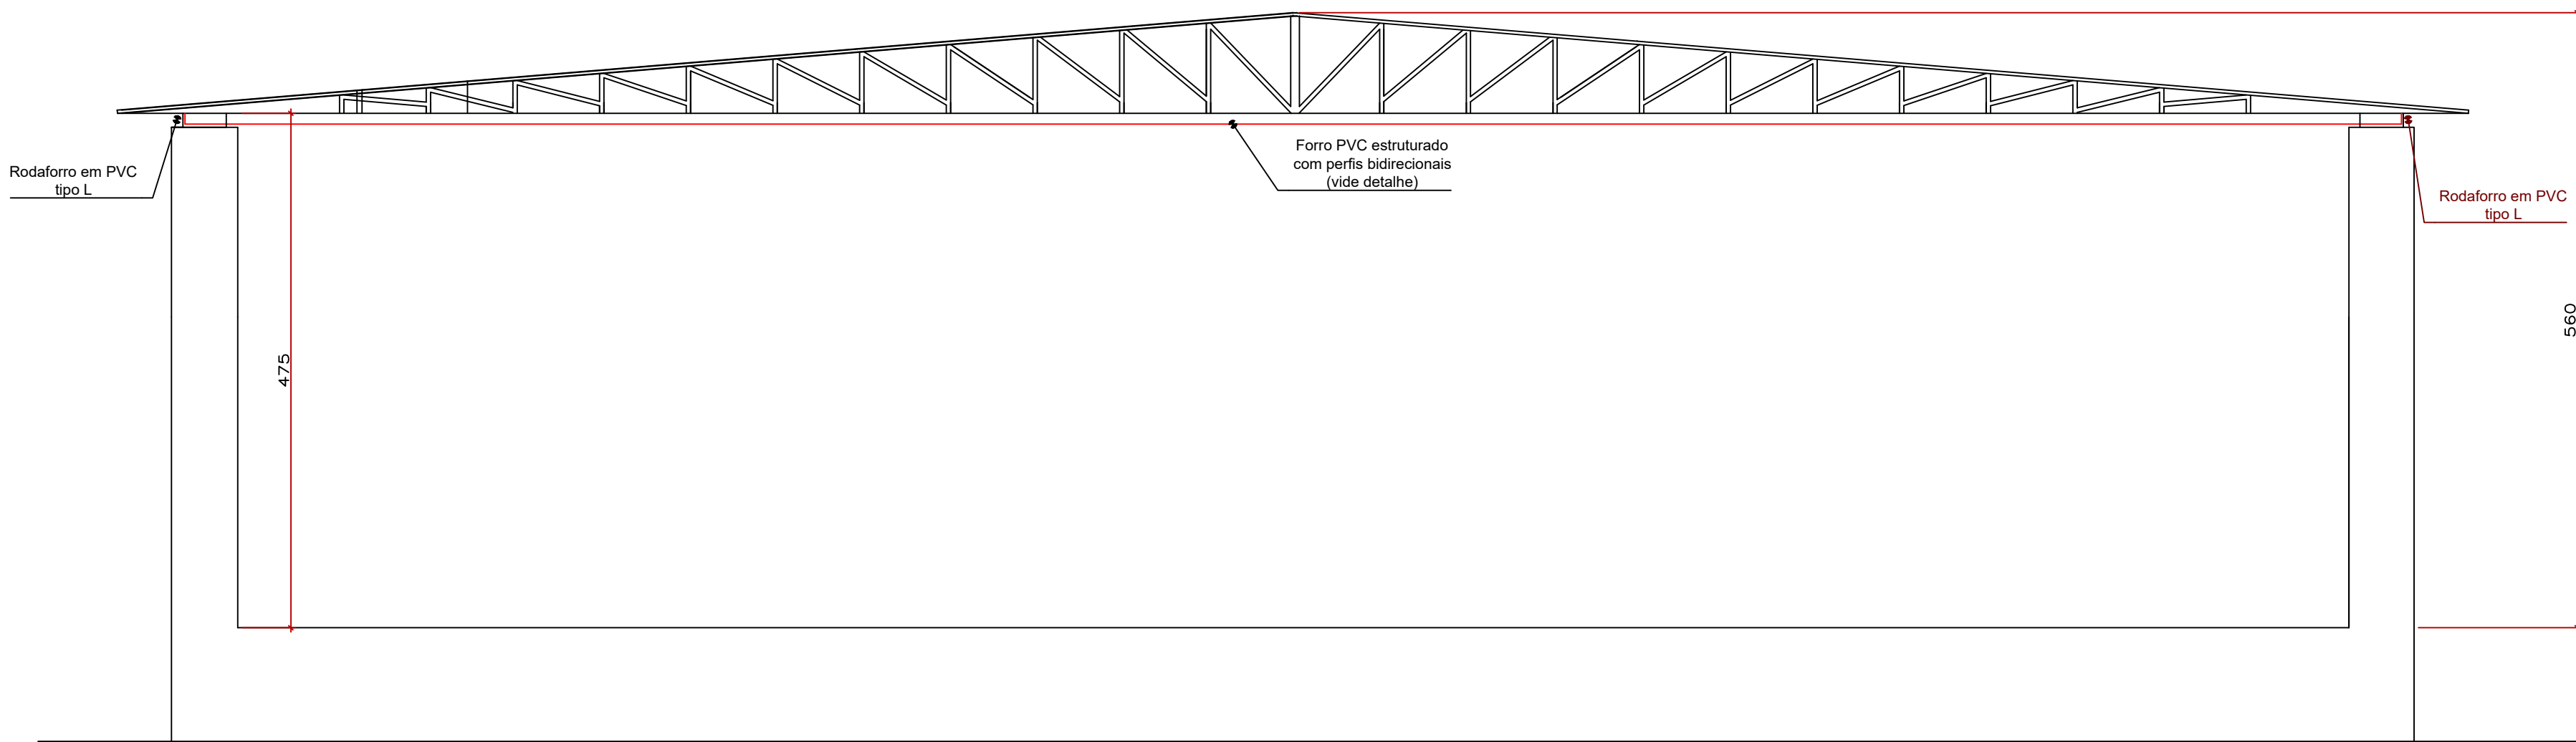 Rodaforro em PVC
tipo L
475
Forro PVC estruturado
com perfis bidirecionais
(vide detalhe)
Rodaforro em PVC
tipo L
560